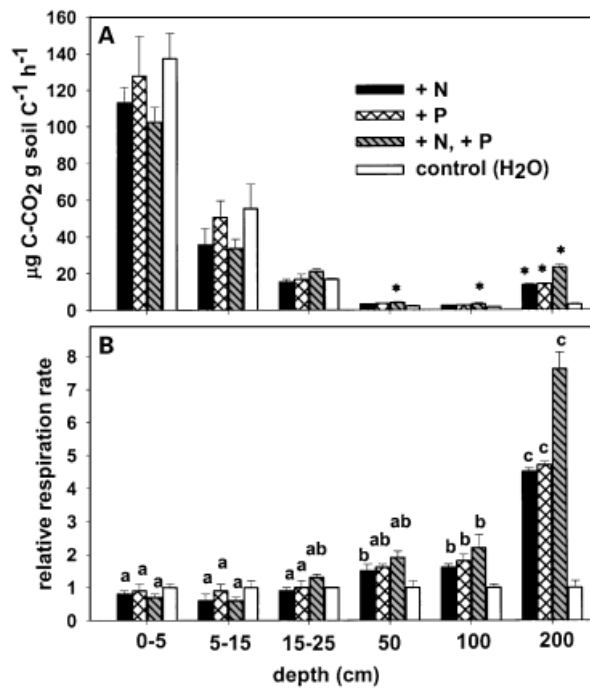 A
160
140
120
100
80
60
40
20
0
µg C-CO2 g soil C⁻¹ h⁻¹
+ N
+ P
+ N, + P
control (H2O)
* * * * *
B
8
7
6
5
4
3
2
1
0
relative respiration rate
a a a
a a a
a a ab
b ab ab
b b b
c c c
0-5 5-15 15-25 50 100 200
depth (cm)